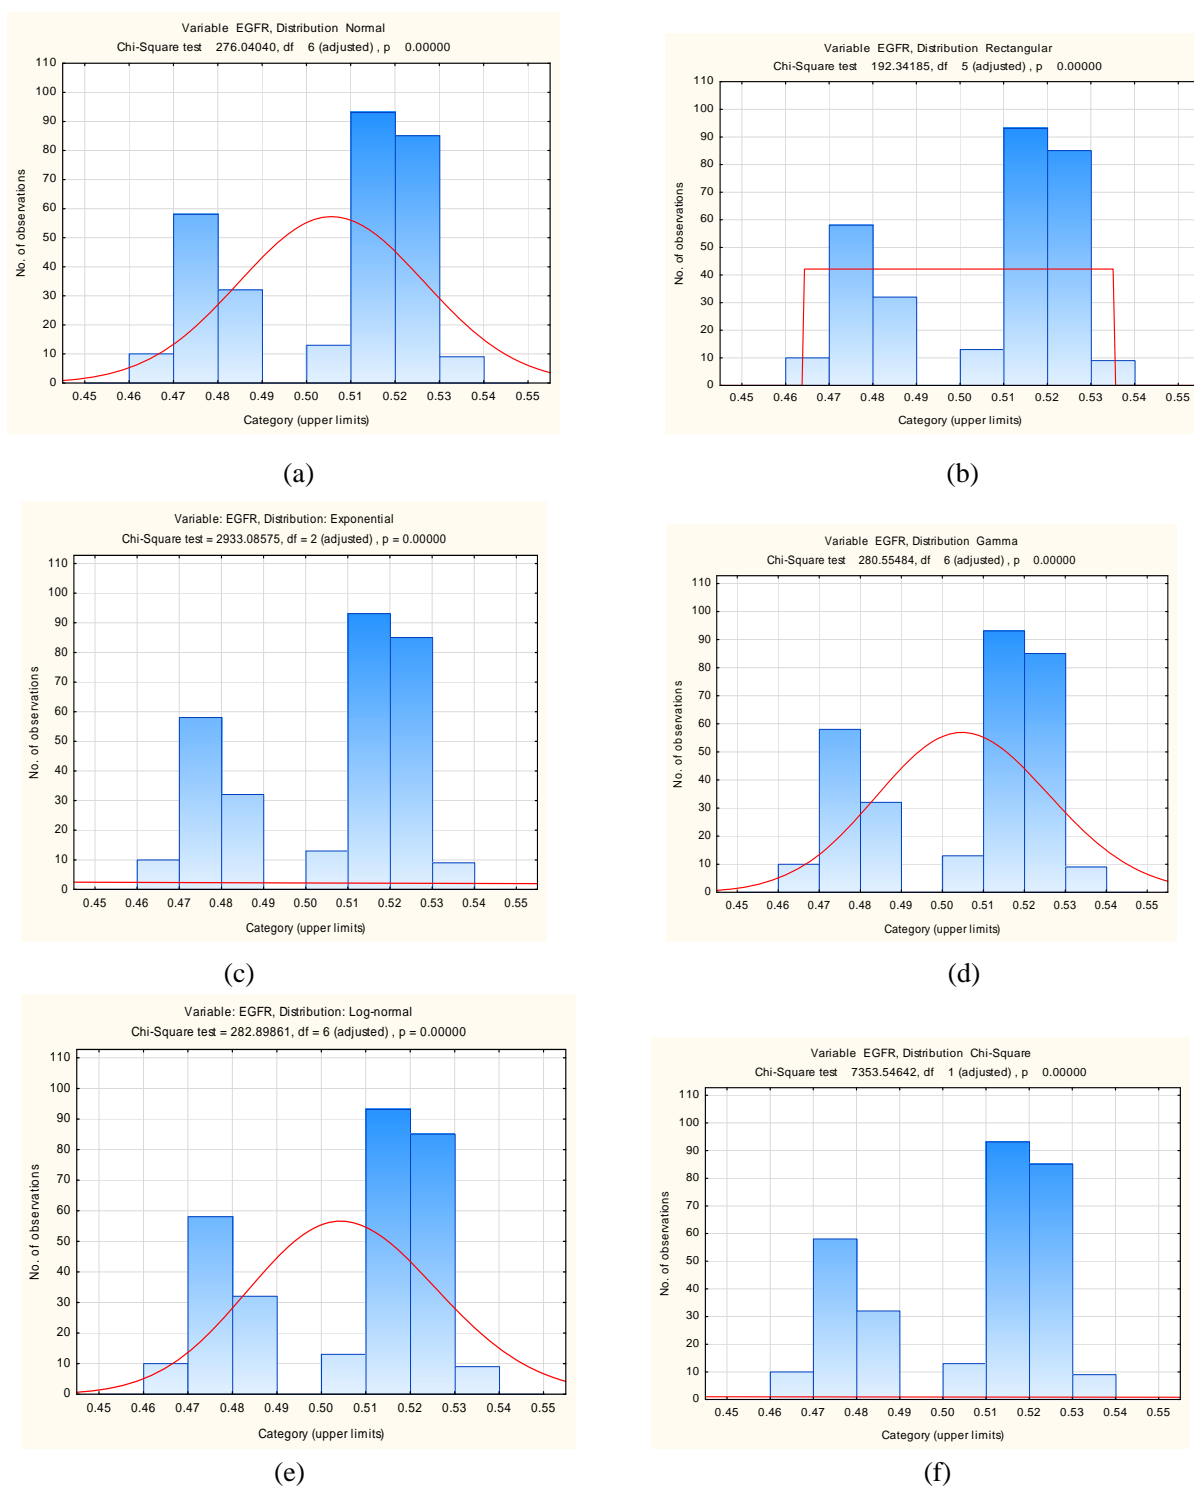 Variable EGFR, Distribution Normal
Chi-Square test 276.04040, df 6 (adjusted) , p 0.00000
110
100
90
80
70
60
50
40
30
20
10
0
No. of observations
0.45 0.46 0.47 0.48 0.49 0.50 0.51 0.52 0.53 0.54 0.55
Category (upper limits)
(a)
Variable EGFR, Distribution Rectangular
Chi-Square test 192.34185, df 5 (adjusted) , p 0.00000
110
100
90
80
70
60
50
40
30
20
10
0
No. of observations
0.45 0.46 0.47 0.48 0.49 0.50 0.51 0.52 0.53 0.54 0.55
Category (upper limits)
(b)
Variable: EGFR, Distribution: Exponential
Chi-Square test = 2933.08575, df = 2 (adjusted) , p = 0.00000
110
100
90
80
70
60
50
40
30
20
10
0
No. of observations
0.45 0.46 0.47 0.48 0.49 0.50 0.51 0.52 0.53 0.54 0.55
Category (upper limits)
(c)
Variable EGFR, Distribution Gamma
Chi-Square test 280.55484, df 6 (adjusted) , p 0.00000
110
100
90
80
70
60
50
40
30
20
10
0
No. of observations
0.45 0.46 0.47 0.48 0.49 0.50 0.51 0.52 0.53 0.54 0.55
Category (upper limits)
(d)
Variable: EGFR, Distribution: Log-normal
Chi-Square test = 282.89861, df = 6 (adjusted) , p = 0.00000
110
100
90
80
70
60
50
40
30
20
10
0
No. of observations
0.45 0.46 0.47 0.48 0.49 0.50 0.51 0.52 0.53 0.54 0.55
Category (upper limits)
(e)
Variable EGFR, Distribution Chi-Square
Chi-Square test 7353.54642, df 1 (adjusted) , p 0.00000
110
100
90
80
70
60
50
40
30
20
10
0
No. of observations
0.45 0.46 0.47 0.48 0.49 0.50 0.51 0.52 0.53 0.54 0.55
Category (upper limits)
(f)